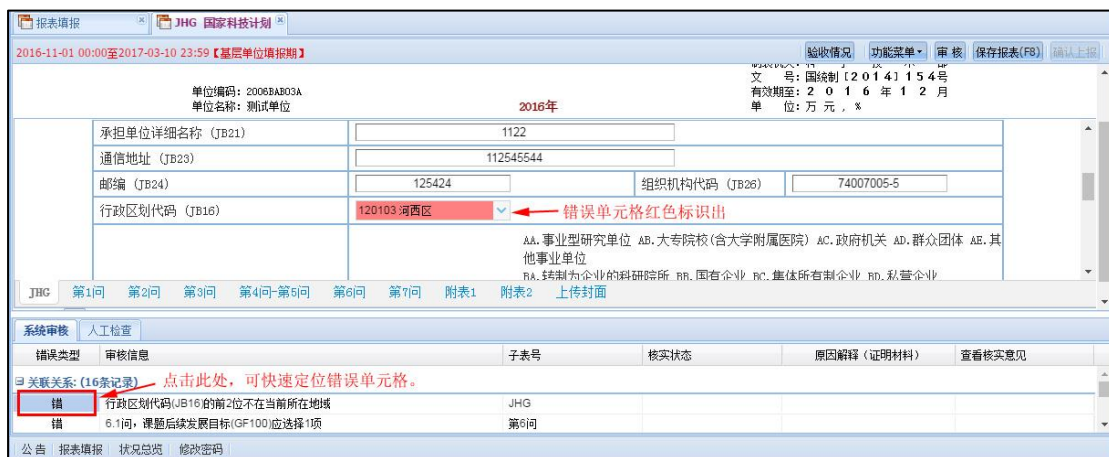 报表填报 JHG 国家科技计划
2016-11-01 00:00至2017-03-10 23:59【基层单位填报期】 验收情况 功能菜单 审 核 保存报表(F8) 确认上报
文 号：国统制［2014］154号
单位编码：2006BAB03A 有效期至：2 0 1 6 年 1 2 月
单位名称：测试单位 2016年 单 位：万 元 ，%
承担单位详细名称 (JB21) 1122
通信地址 (JB23) 112545544
邮编 (JB24) 125424 组织机构代码 (JB26) 74007005-5
行政区划代码 (JB16) 120103 河西区 错误单元格红色标识出
AA.事业型研究单位 AB.大专院校(含大学附属医院) AC.政府机关 AD.群众团体 AE.其
他事业单位
BA.转制为企业的科研院所 BB.国有企业 BC.集体所有制企业 BD.私营企业
JHG 第1问 第2问 第3问 第4问-第5问 第6问 第7问 附表1 附表2 上传封面
系统审核 人工检查
错误类型 审核信息 子表号 核实状态 原因解释（证明材料） 查看核实意见
关联关系: (16条记录) 点击此处，可快速定位错误单元格。
错 行政区划代码(JB16)的前2位不在当前所在地域 JHG
错 6.1问，课题后续发展目标(GF100)应选择1项 第6问
公 告 报表填报 状况总览 修改密码